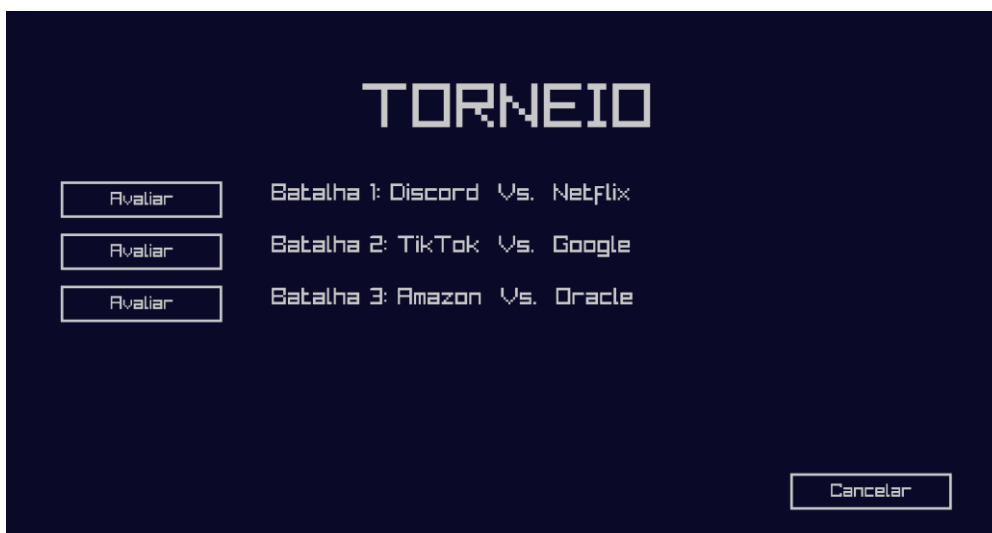 TORNEIO
Avaliar Batalha 1: Discord Vs. Netflix
Avaliar Batalha 2: TikTok Vs. Google
Avaliar Batalha 3: Amazon Vs. Oracle
Cancelar